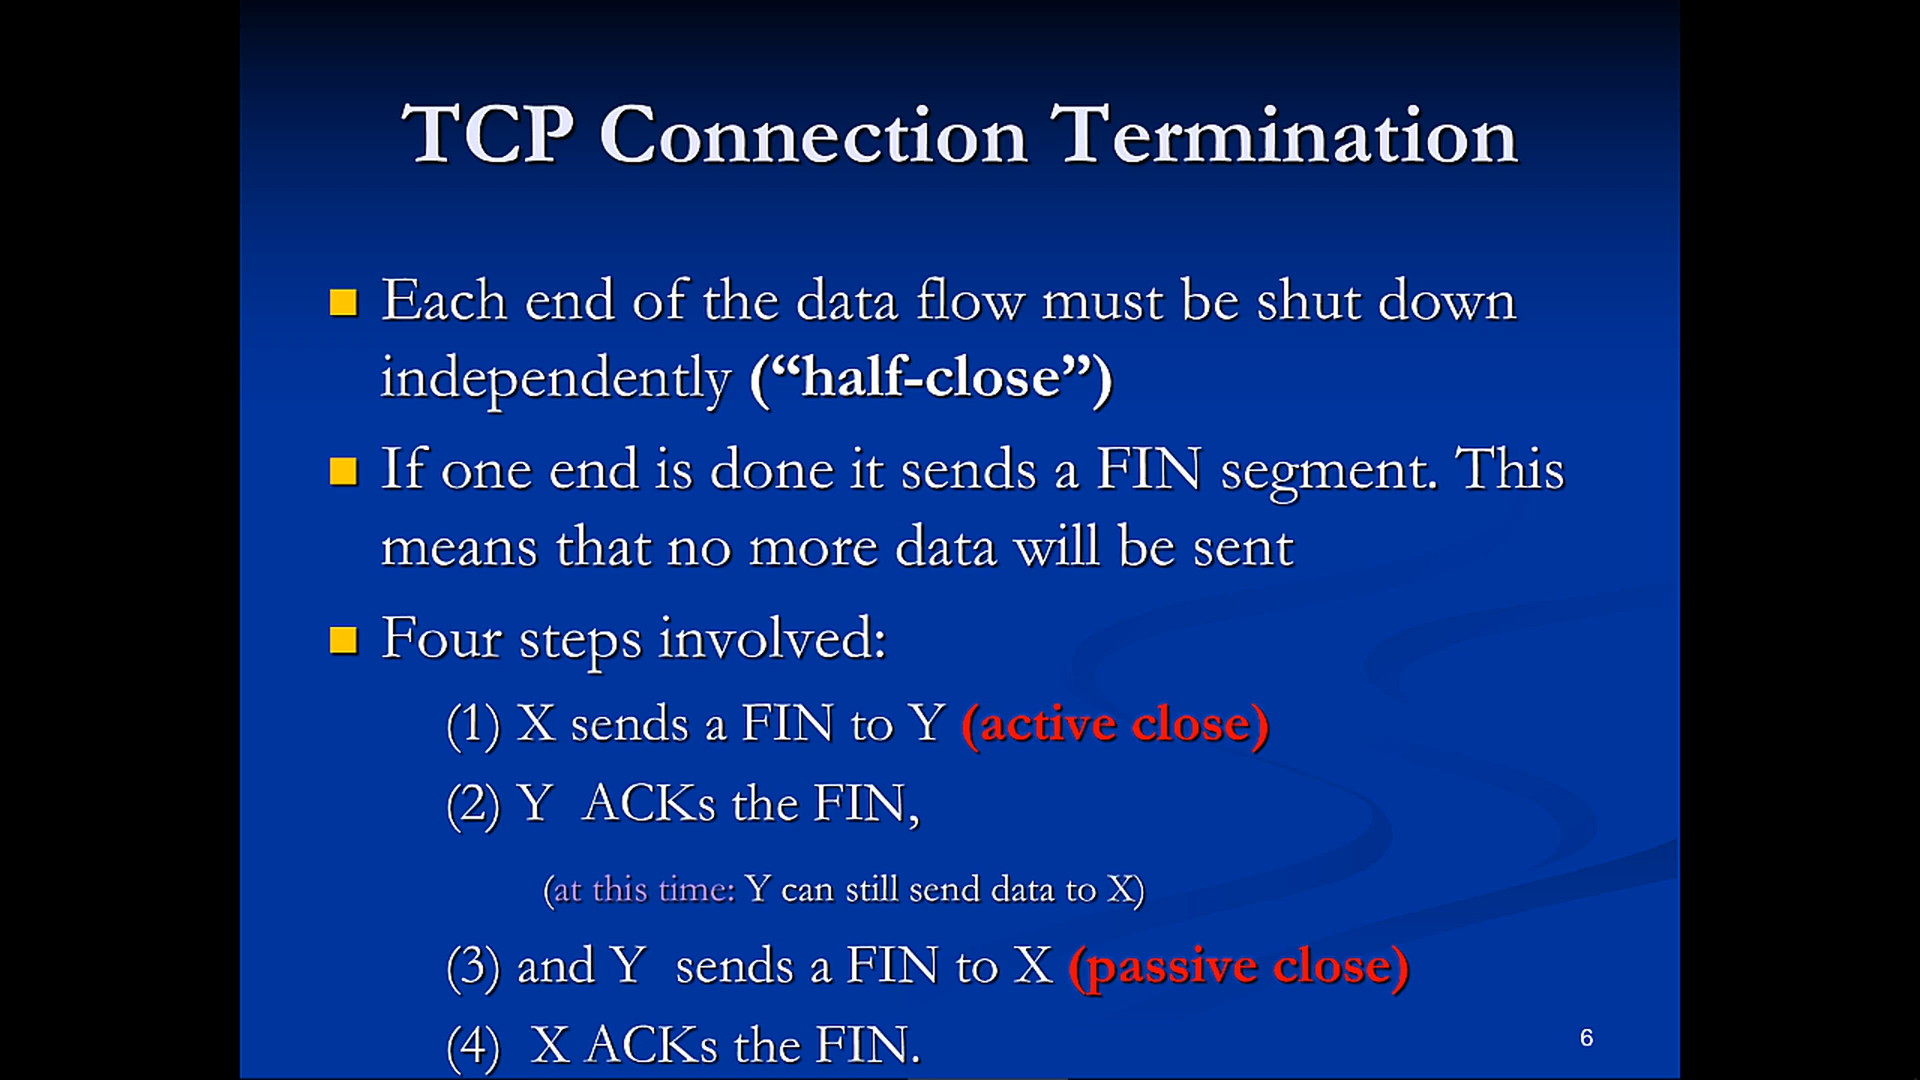 TCP Connection Termination
Each end of the data flow must be shut down
independently (“half-close”)
If one end is done it sends a FIN segment. This
means that no more data will be sent
Four steps involved:
(1) X sends a FIN to Y (active close)
(2) Y ACKs the FIN,
(at this time: Y can still send data to X)
(3) and Y sends a FIN to X (passive close)
(4) X ACKs the FIN.
6